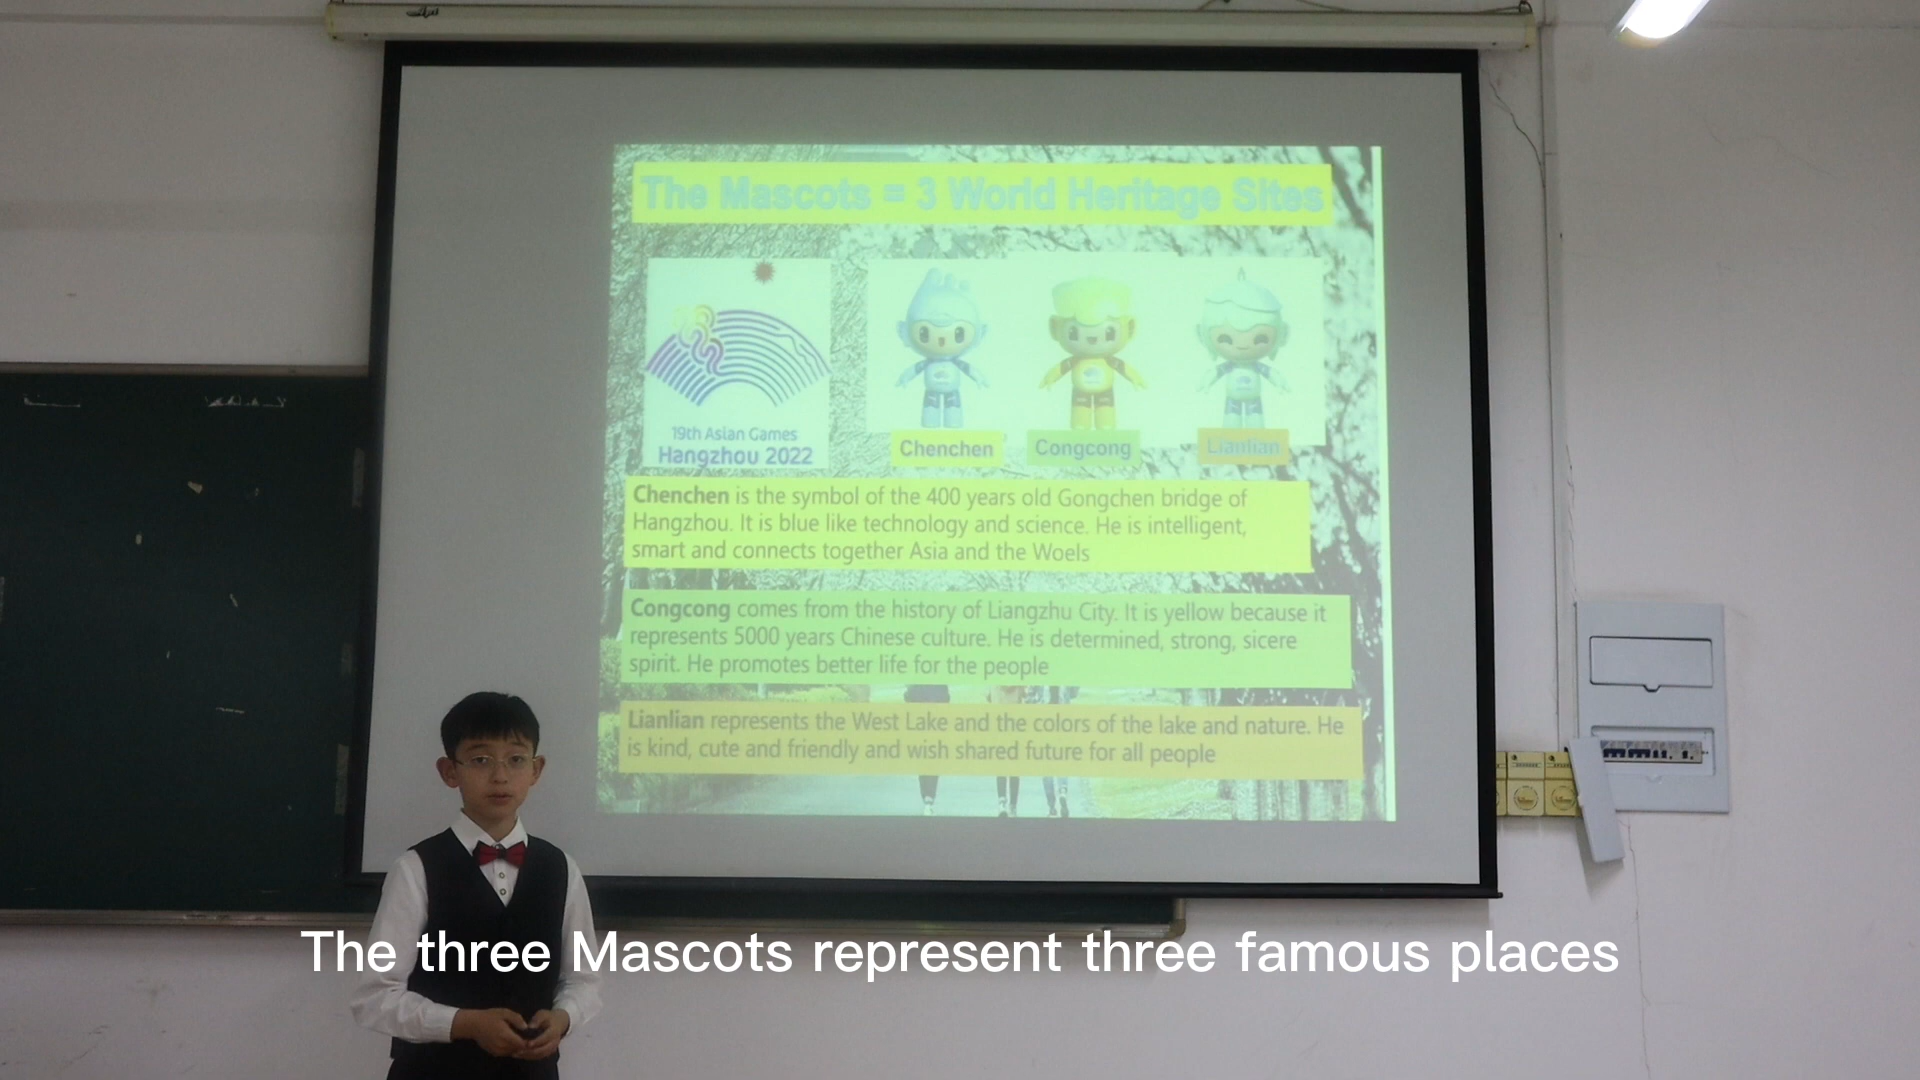 The Mascots = 3 World Heritage Sites
19th Asian Games
Hangzhou 2022
Chenchen
Congcong
Lianlian
Chenchen is the symbol of the 400 years old Gongchen bridge of
Hangzhou. It is blue like technology and science. He is intelligent,
smart and connects together Asia and the Woels
Congcong comes from the history of Liangzhu City. It is yellow because it
represents 5000 years Chinese culture. He is determined, strong, sicere
spirit. He promotes better life for the people
Lianlian represents the West Lake and the colors of the lake and nature. He
is kind, cute and friendly and wish shared future for all people
The three Mascots represent three famous places